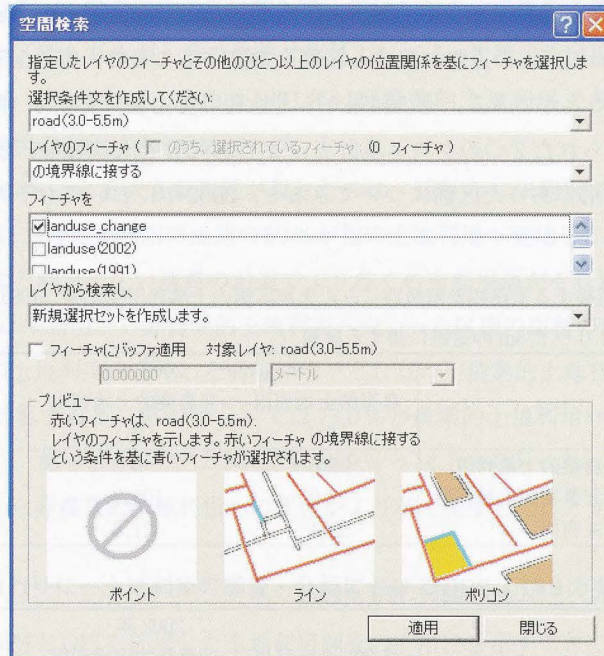 空間検索
指定したレイヤのフィーチャとその他のひとつ以上のレイヤの位置関係を基にフィーチャを選択しま
す。
選択条件文を作成してください:
road(3.0-5.5m)
レイヤのフィーチャ ( のうち、選択されているフィーチャ : (0 フィーチャ )
の境界線に接する
フィーチャを
landuse_change
landuse(2002)
landuse(1991)
レイヤから検索し、
新規選択セットを作成します。
フィーチャにバッファ適用 対象レイヤ: road(3.0-5.5m)
0.000000 メートル
プレビュー
赤いフィーチャは、road(3.0-5.5m).
レイヤのフィーチャを示します。赤いフィーチャ の境界線に接する
という条件を基に青いフィーチャが選択されます。
ポイント ライン ポリゴン
適用 閉じる